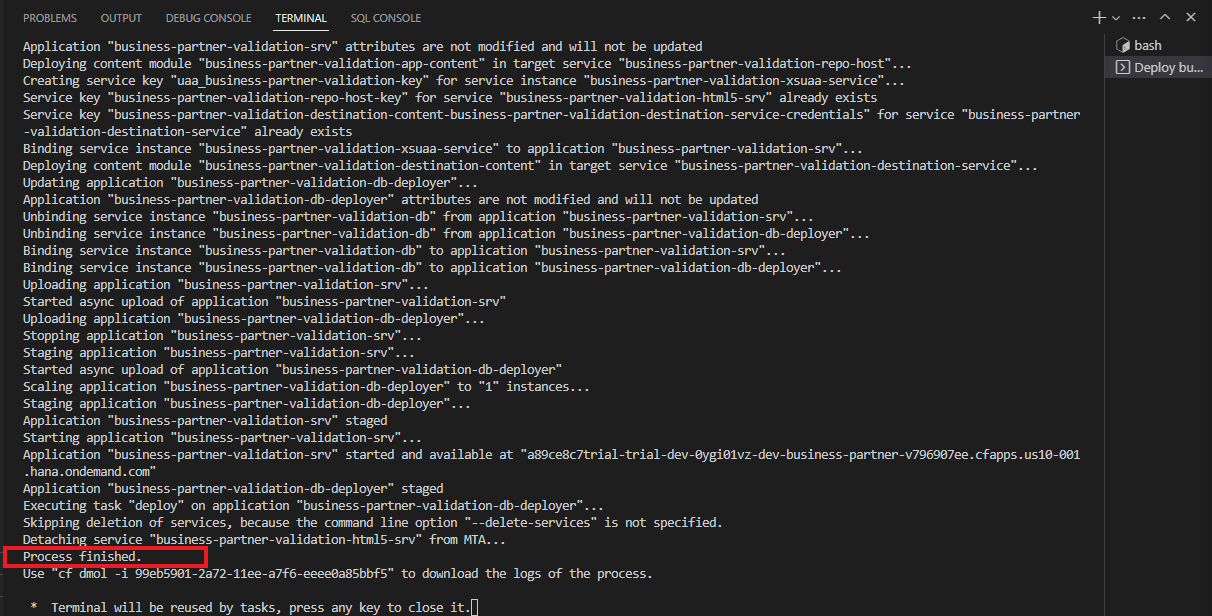 PROBLEMS OUTPUT DEBUG CONSOLE TERMINAL SQL CONSOLE
bash
Deploy bu...
Application "business-partner-validation-srv" attributes are not modified and will not be updated
Deploying content module "business-partner-validation-app-content" in target service "business-partner-validation-repo-host"...
Creating service key "uaa_business-partner-validation-key" for service instance "business-partner-validation-xsuaa-service"...
Service key "business-partner-validation-repo-host-key" for service "business-partner-validation-html5-srv" already exists
Service key "business-partner-validation-destination-content-business-partner-validation-destination-service-credentials" for service "business-partner
-validation-destination-service" already exists
Binding service instance "business-partner-validation-xsuaa-service" to application "business-partner-validation-srv"...
Deploying content module "business-partner-validation-destination-content" in target service "business-partner-validation-destination-service"...
Updating application "business-partner-validation-db-deployer"...
Application "business-partner-validation-db-deployer" attributes are not modified and will not be updated
Unbinding service instance "business-partner-validation-db" from application "business-partner-validation-srv"...
Unbinding service instance "business-partner-validation-db" from application "business-partner-validation-db-deployer"...
Binding service instance "business-partner-validation-db" to application "business-partner-validation-srv"...
Binding service instance "business-partner-validation-db" to application "business-partner-validation-db-deployer"...
Uploading application "business-partner-validation-srv"...
Started async upload of application "business-partner-validation-srv"
Uploading application "business-partner-validation-db-deployer"...
Stopping application "business-partner-validation-srv"...
Staging application "business-partner-validation-srv"...
Started async upload of application "business-partner-validation-db-deployer"
Scaling application "business-partner-validation-db-deployer" to "1" instances...
Staging application "business-partner-validation-db-deployer"...
Application "business-partner-validation-srv" staged
Starting application "business-partner-validation-srv"...
Application "business-partner-validation-srv" started and available at "a89ce8c7trial-trial-dev-0ygi01vz-dev-business-partner-v796907ee.cfapps.us10-001
.hana.ondemand.com"
Application "business-partner-validation-db-deployer" staged
Executing task "deploy" on application "business-partner-validation-db-deployer"...
Skipping deletion of services, because the command line option "--delete-services" is not specified.
Detaching service "business-partner-validation-html5-srv" from MTA...
Process finished.
Use "cf dmol -i 99eb5901-2a72-11ee-a7f6-eeee0a85bbf5" to download the logs of the process.
* Terminal will be reused by tasks, press any key to close it.